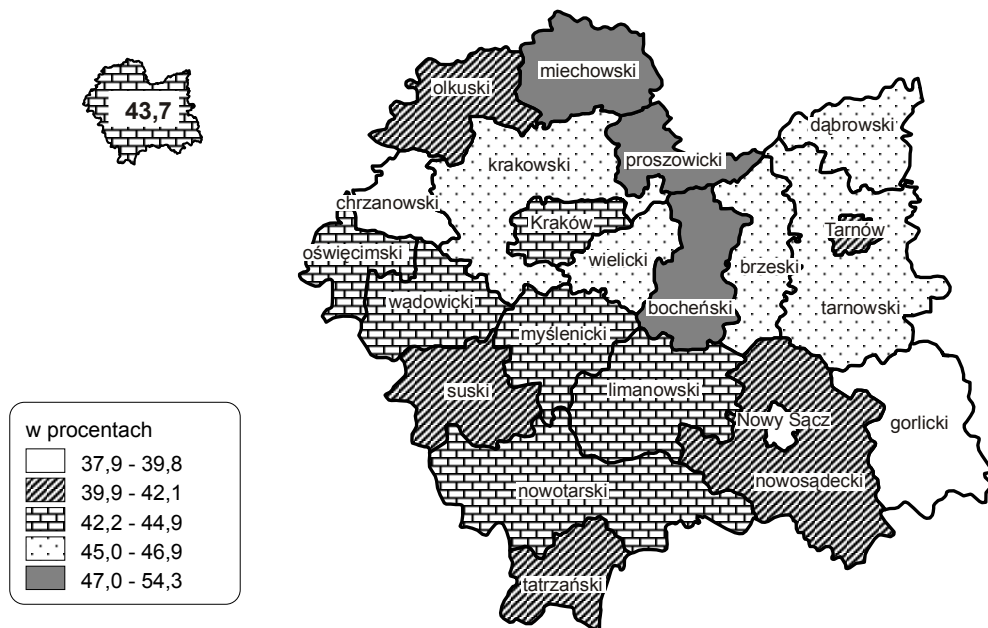 43,7
miechowski
olkuski
dąbrowski
proszowicki
krakowski
chrzanowski
Kraków
Tarnów
oświęcimski
wielicki
brzeski
wadowicki
bocheński
tarnowski
myślenicki
suski
limanowski
Nowy Sącz
gorlicki
nowosądecki
nowotarski
tatrzański
w procentach
37,9 - 39,8
39,9 - 42,1
42,2 - 44,9
45,0 - 46,9
47,0 - 54,3